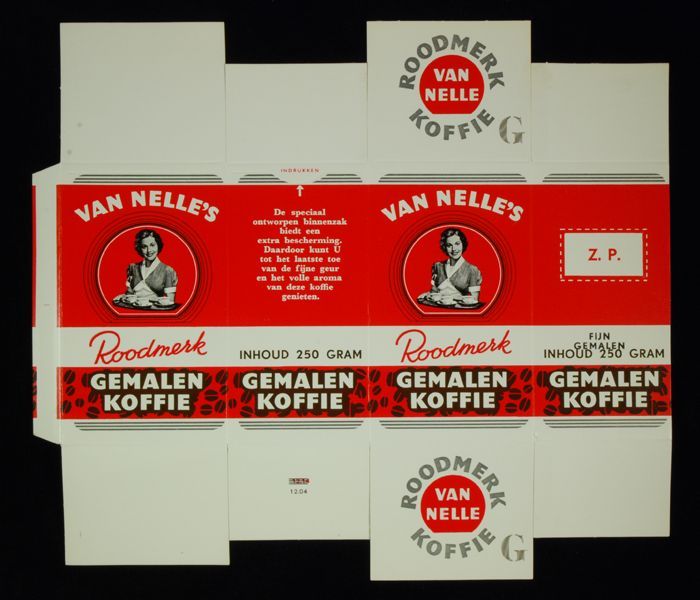 ROODMERK
VAN
NELLE
KOFFIE
G
VAN NELLE'S
Roodmerk
GEMALEN
KOFFIE
INDRUKKEN
De speciaal
ontworpen binnenzak
biedt een
extra bescherming.
Daardoor kunt U
tot het laatste toe
van de fijne geur
en het volle aroma
van deze koffie
genieten.
INHOUD 250 GRAM
GEMALEN
KOFFIE
VAN NELLE'S
Roodmerk
GEMALEN
KOFFIE
Z. P.
FIJN
GEMALEN
INHOUD 250 GRAM
GEMALEN
KOFFIE
12.04
ROODMERK
VAN
NELLE
KOFFIE
G